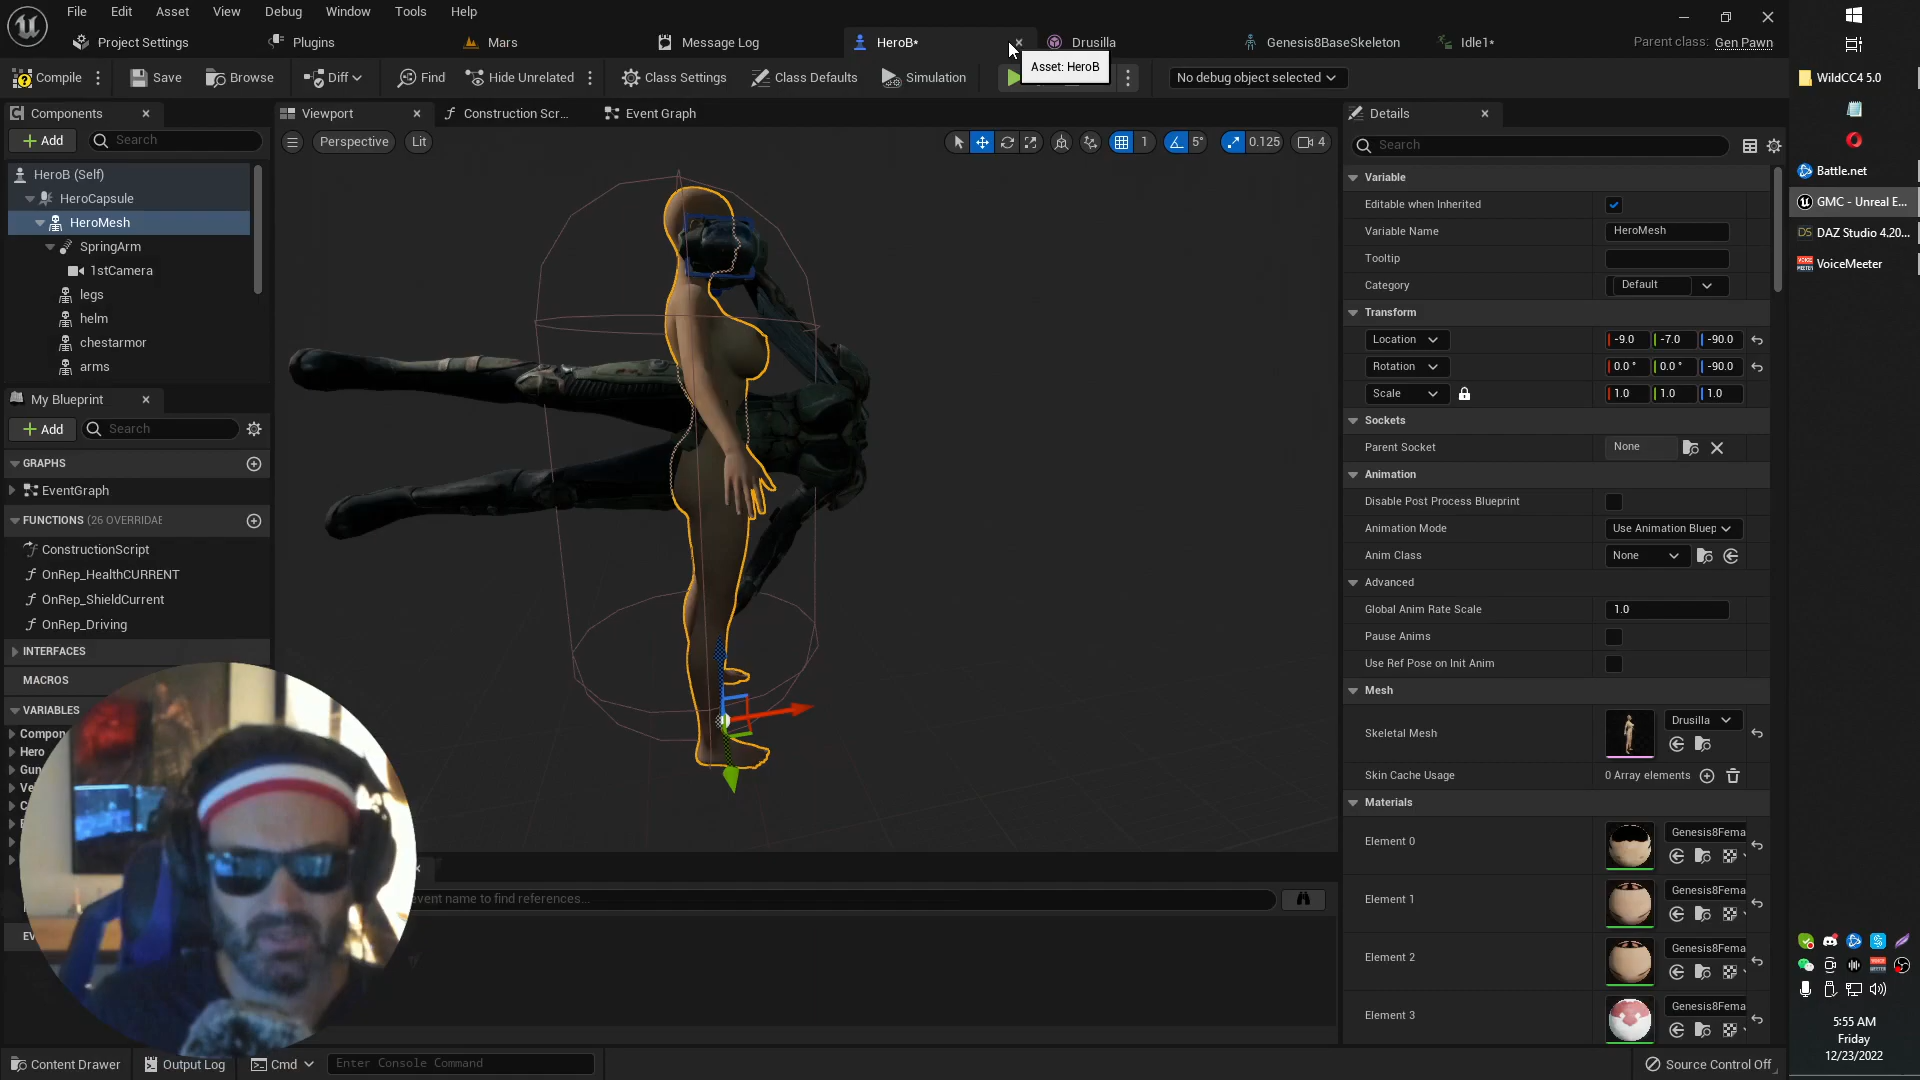 File Edit Asset View Debug Window Tools Help
Project Settings Plugins Mars Message Log HeroB* Drusilla Genesis8BaseSkeleton Idle1* Parent class: Gen Pawn
Asset: HeroB
Compile Save Browse Diff Find Hide Unrelated Class Settings Class Defaults Simulation No debug object selected
Components Viewport Construction Scr... Event Graph Details
Add Search
Perspective Lit 1 5° 0.125 4
Search
HeroB (Self)
HeroCapsule
HeroMesh
SpringArm
1stCamera
legs
helm
chestarmor
arms
My Blueprint
Add Search
GRAPHS
EventGraph
FUNCTIONS (26 OVERRIDAE
ConstructionScript
OnRep_HealthCURRENT
OnRep_ShieldCurrent
OnRep_Driving
INTERFACES
MACROS
VARIABLES
Compon
Hero
Gun
Ve
C
EV
event name to find references...
Variable
Editable when Inherited
Variable Name HeroMesh
Tooltip
Category Default
Transform
Location -9.0 -7.0 -90.0
Rotation 0.0° 0.0° -90.0
Scale 1.0 1.0 1.0
Sockets
Parent Socket None
Animation
Disable Post Process Blueprint
Animation Mode Use Animation Bluep
Anim Class None
Advanced
Global Anim Rate Scale 1.0
Pause Anims
Use Ref Pose on Init Anim
Mesh
Skeletal Mesh Drusilla
Skin Cache Usage 0 Array elements
Materials
Element 0 Genesis8Fema
Element 1 Genesis8Fema
Element 2 Genesis8Fema
Element 3 Genesis8Fema
Content Drawer Output Log Cmd Enter Console Command Source Control Off
WildCC4 5.0
Battle.net
GMC - Unreal E...
DS DAZ Studio 4.20...
VOICE MEETER VoiceMeeter
5:55 AM
Friday
12/23/2022